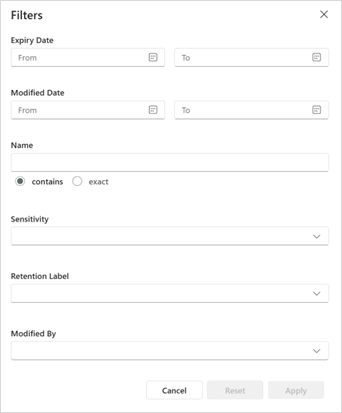 Filters
Expiry Date
From To
Modified Date
From To
Name
contains exact
Sensitivity
Retention Label
Modified By
Cancel Reset Apply